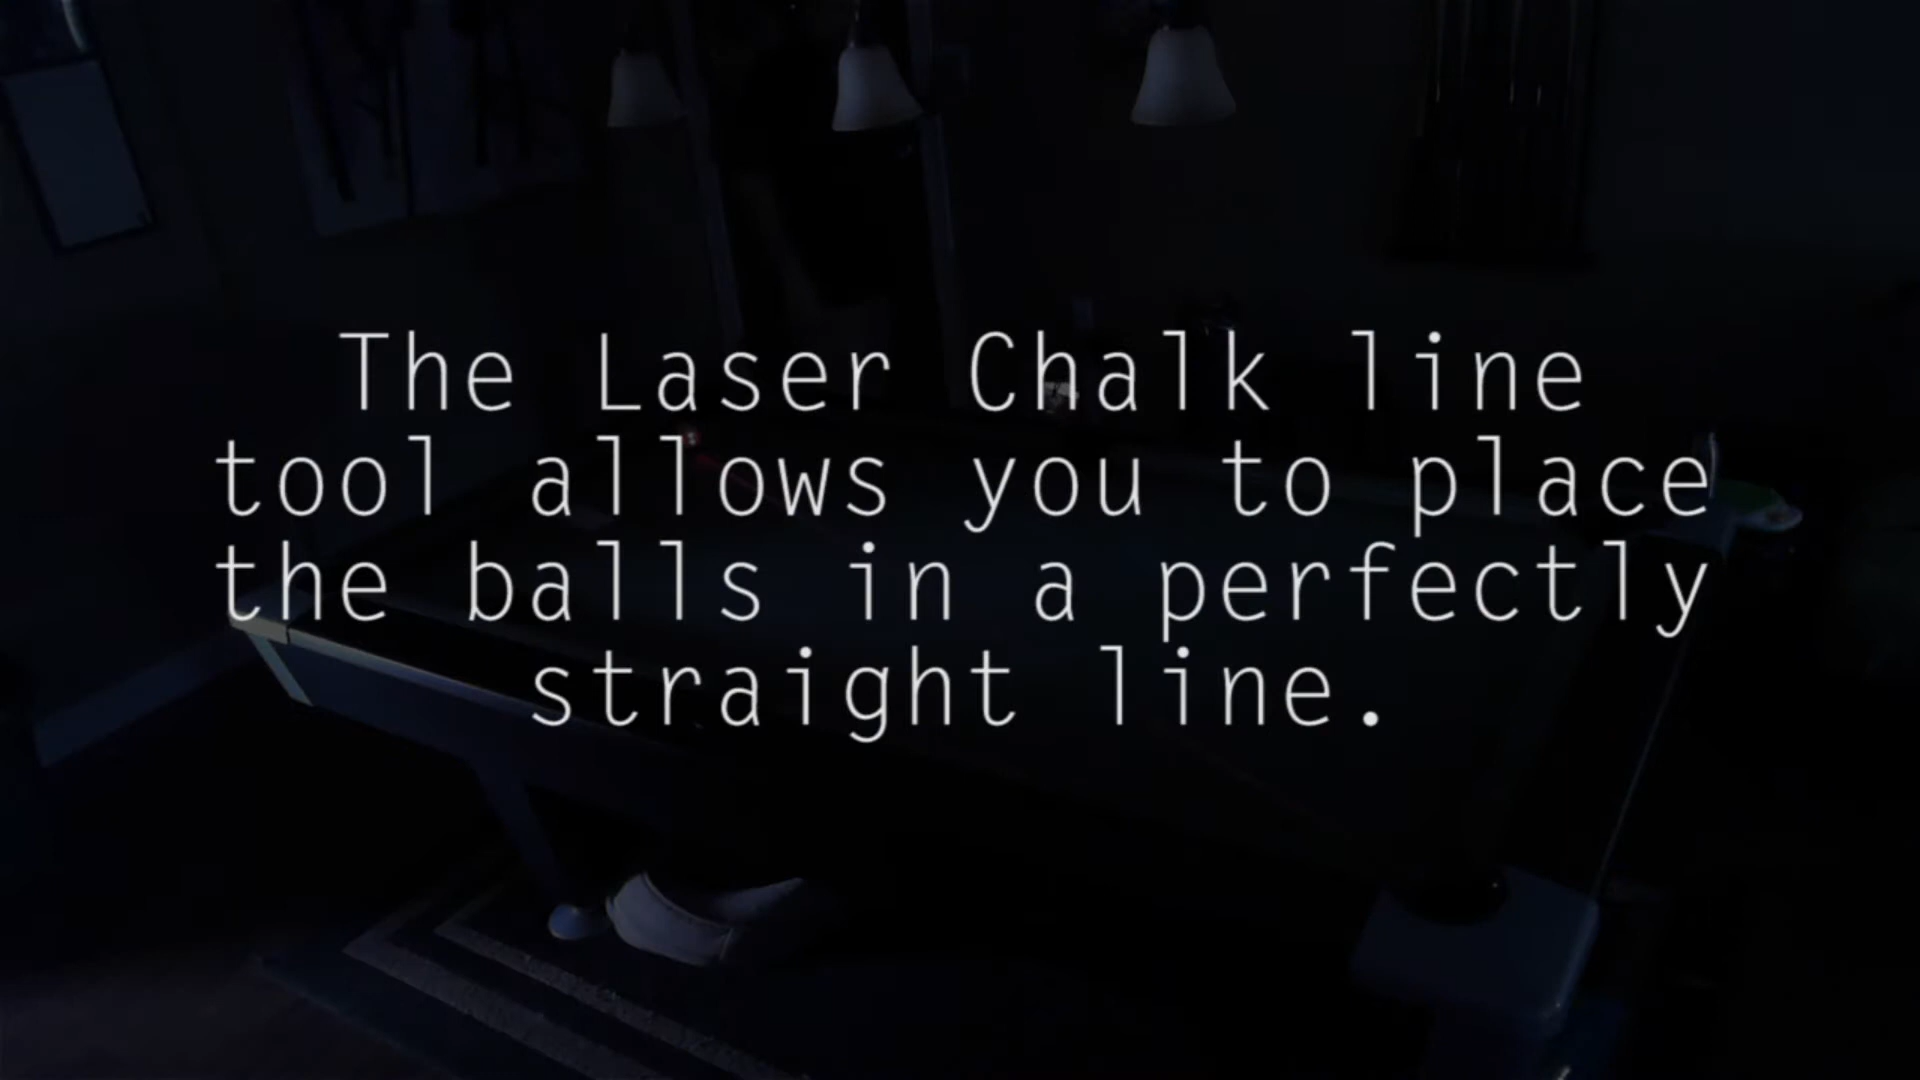 The Laser Chalk line
tool allows you to place
the balls in a perfectly
straight line.